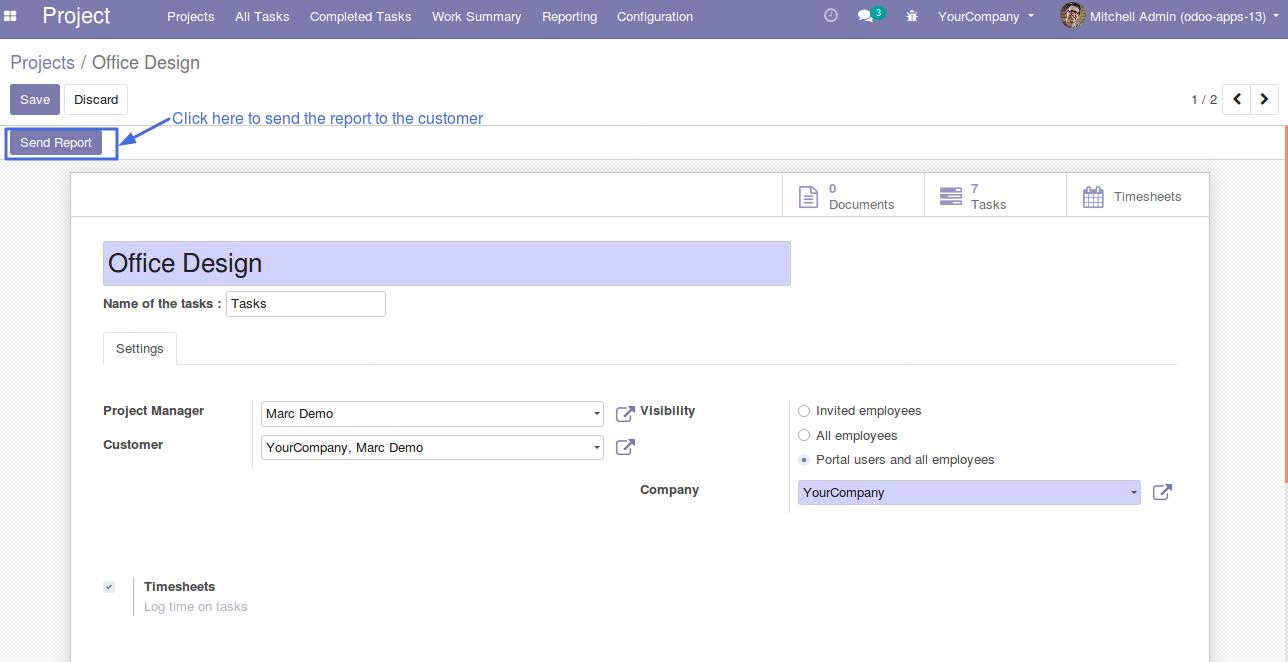 Project Projects All Tasks Completed Tasks Work Summary Reporting Configuration 3 YourCompany Mitchell Admin (odoo-apps-13)
Projects / Office Design
Save Discard 1 / 2
Click here to send the report to the customer
Send Report
0 Documents 7 Tasks Timesheets
Office Design
Name of the tasks : Tasks
Settings
Project Manager Marc Demo Visibility Invited employees
All employees
Customer YourCompany, Marc Demo
Portal users and all employees
Company YourCompany
Timesheets
Log time on tasks